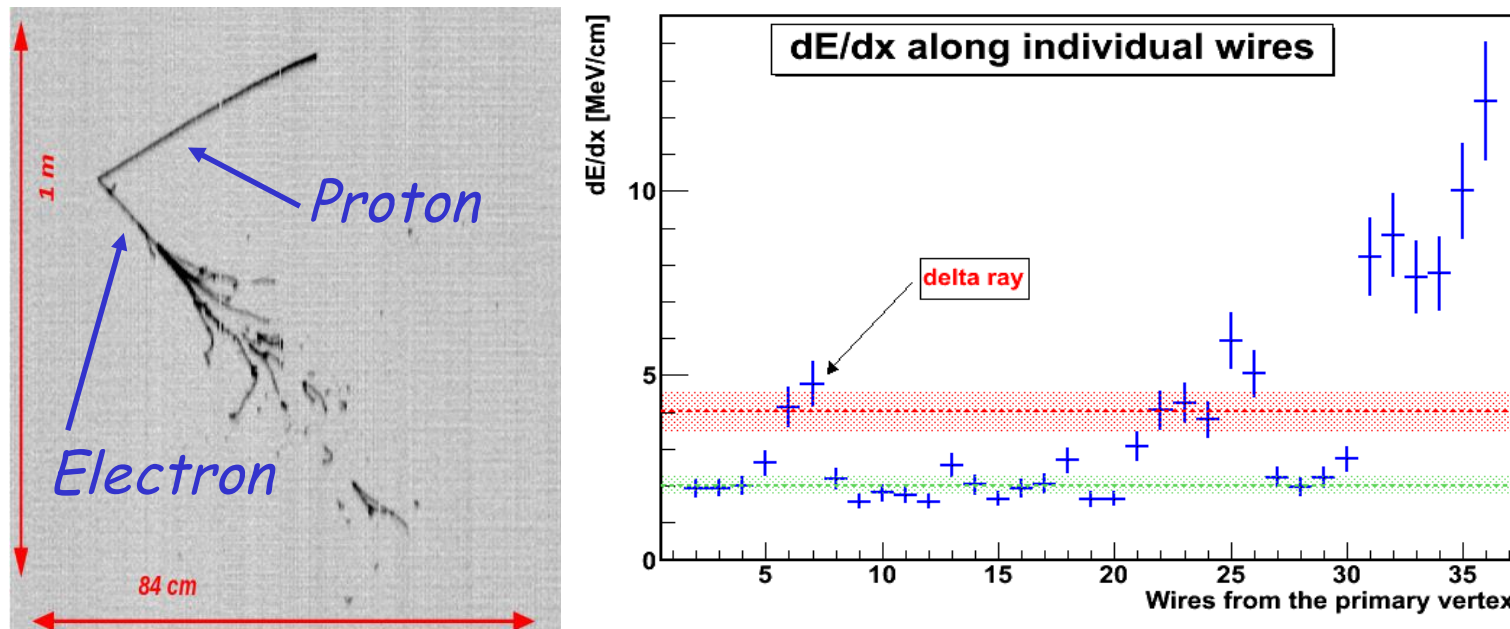 1 m
Proton
Electron
84 cm
dE/dx along individual wires
dE/dx [MeV/cm]
10
5
0
delta ray
5
10
15
20
25
30
35
Wires from the primary vertex